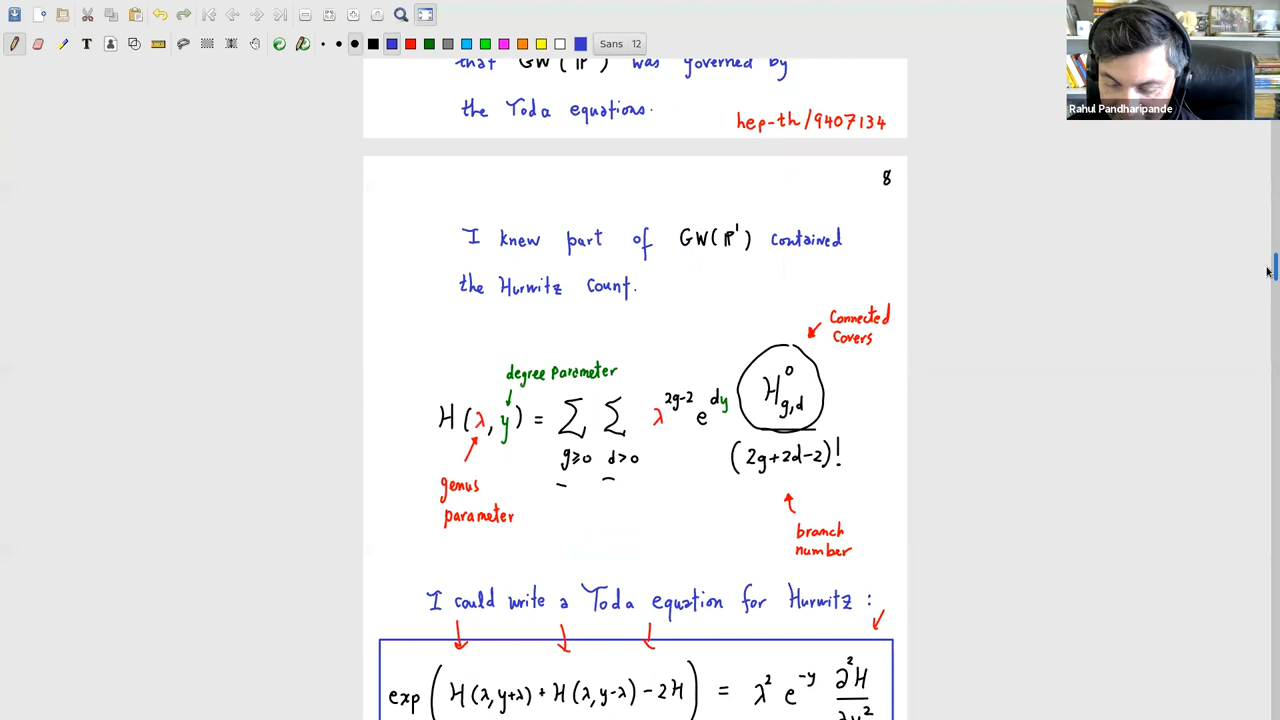 Sans 12
Rahul Pandharipande
that GW(ℙ¹) was governed by
the Toda equations.
hep-th/9407134
8
I knew part of GW(ℙ¹) contained
the Hurwitz count.
Connected
Covers
degree parameter
H(λ, y) = ∑_{g≥0} ∑_{d>0} λ^{2g-2} e^{dy} H^0_{g,d} / (2g+2d-2)!
genus
parameter
branch
number
I could write a Toda equation for Hurwitz :
exp ( H(λ, y+λ) + H(λ, y-λ) - 2H ) = λ² e^{-y} ∂²H / ∂y²